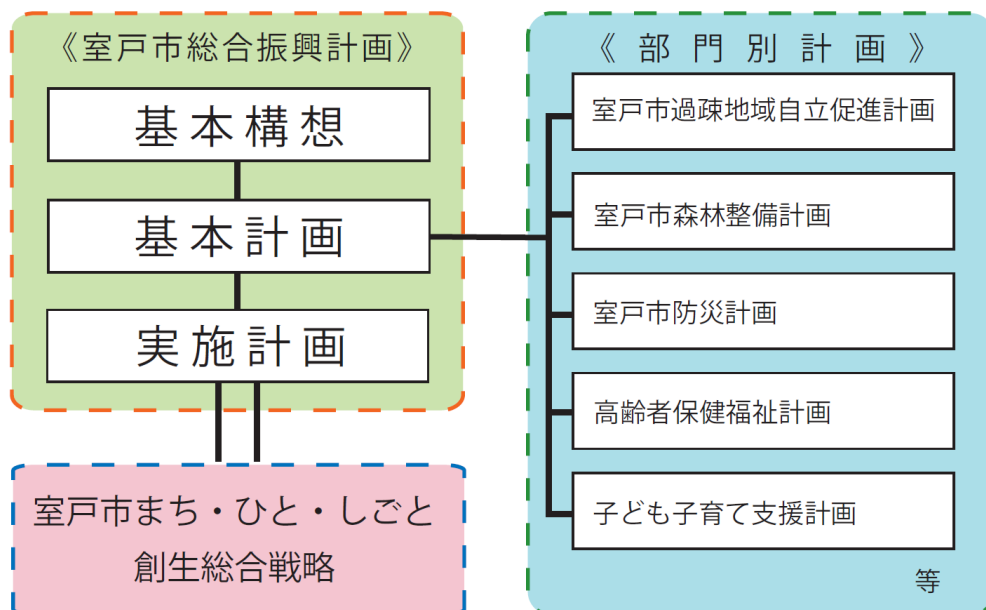 《室戸市総合振興計画》
基本構想
基本計画
実施計画
室戸市まち・ひと・しごと
創生総合戦略
《部門別計画》
室戸市過疎地域自立促進計画
室戸市森林整備計画
室戸市防災計画
高齢者保健福祉計画
子ども子育て支援計画
等